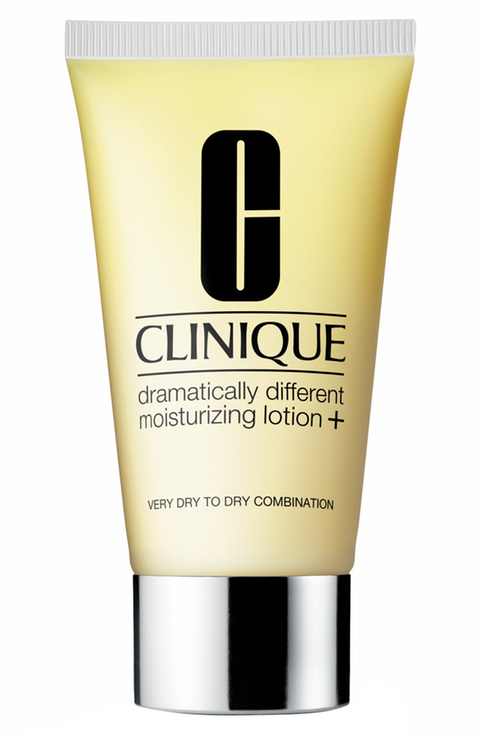 C
CLINIQUE
dramatically different
moisturizing lotion +
VERY DRY TO DRY COMBINATION